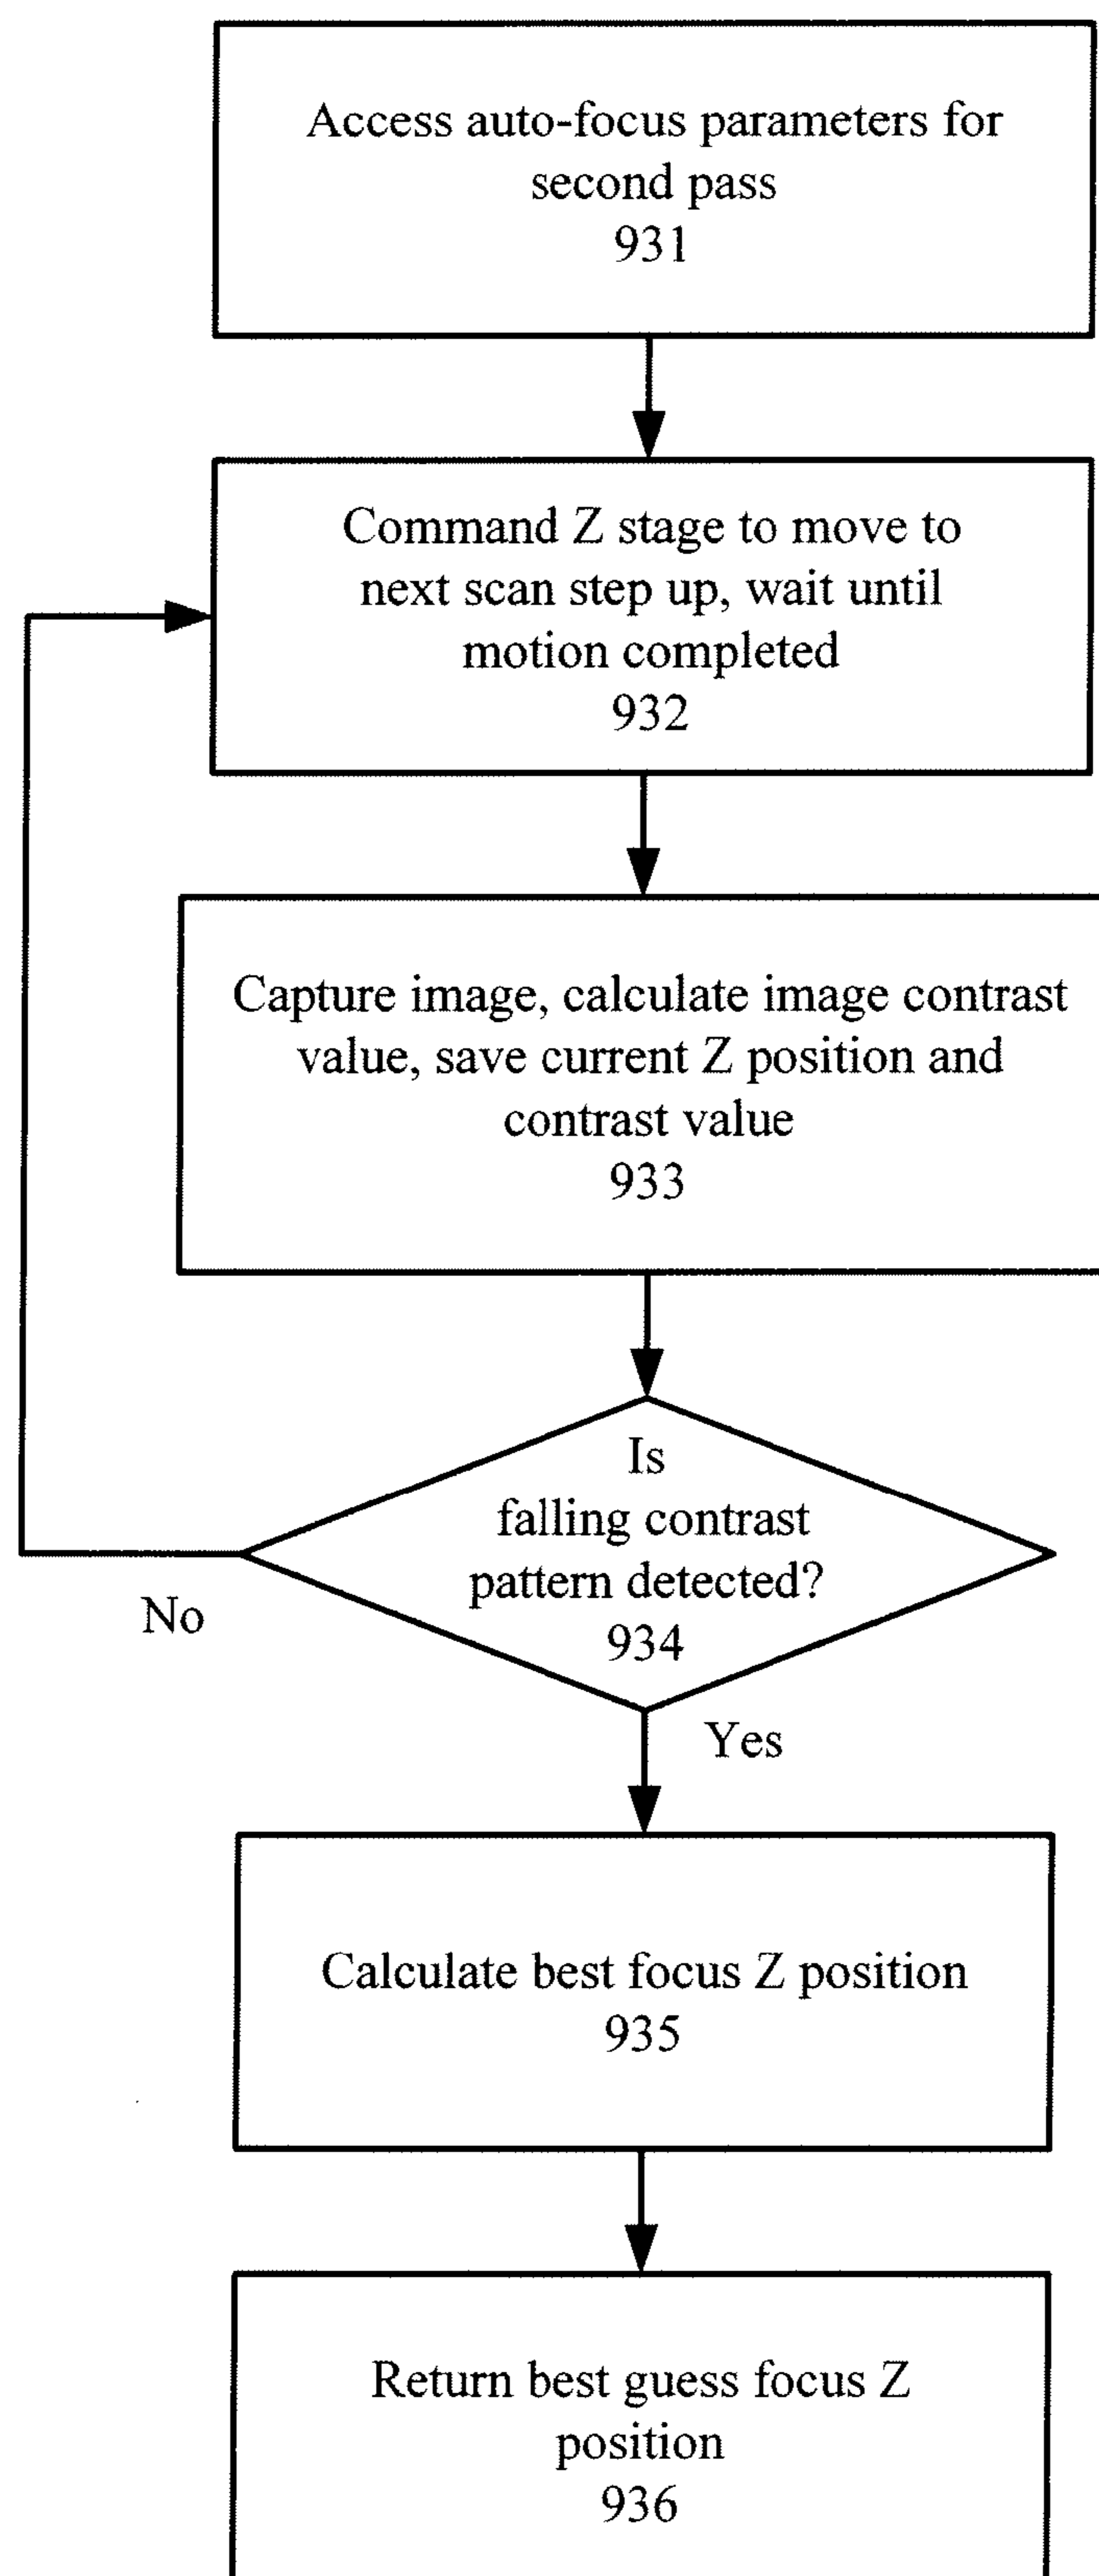 Access auto-focus parameters for
second pass
931
Command Z stage to move to
next scan step up, wait until
motion completed
932
Capture image, calculate image contrast
value, save current Z position and
contrast value
933
Is
falling contrast
pattern detected?
934
No
Yes
Calculate best focus Z position
935
Return best guess focus Z
position
936